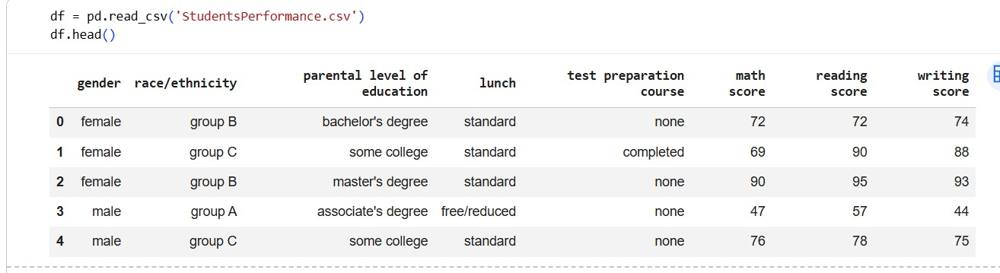 df = pd.read_csv('StudentsPerformance.csv')
df.head()
gender race/ethnicity parental level of education lunch test preparation course math score reading score writing score
0 female group B bachelor's degree standard none 72 72 74
1 female group C some college standard completed 69 90 88
2 female group B master's degree standard none 90 95 93
3 male group A associate's degree free/reduced none 47 57 44
4 male group C some college standard none 76 78 75